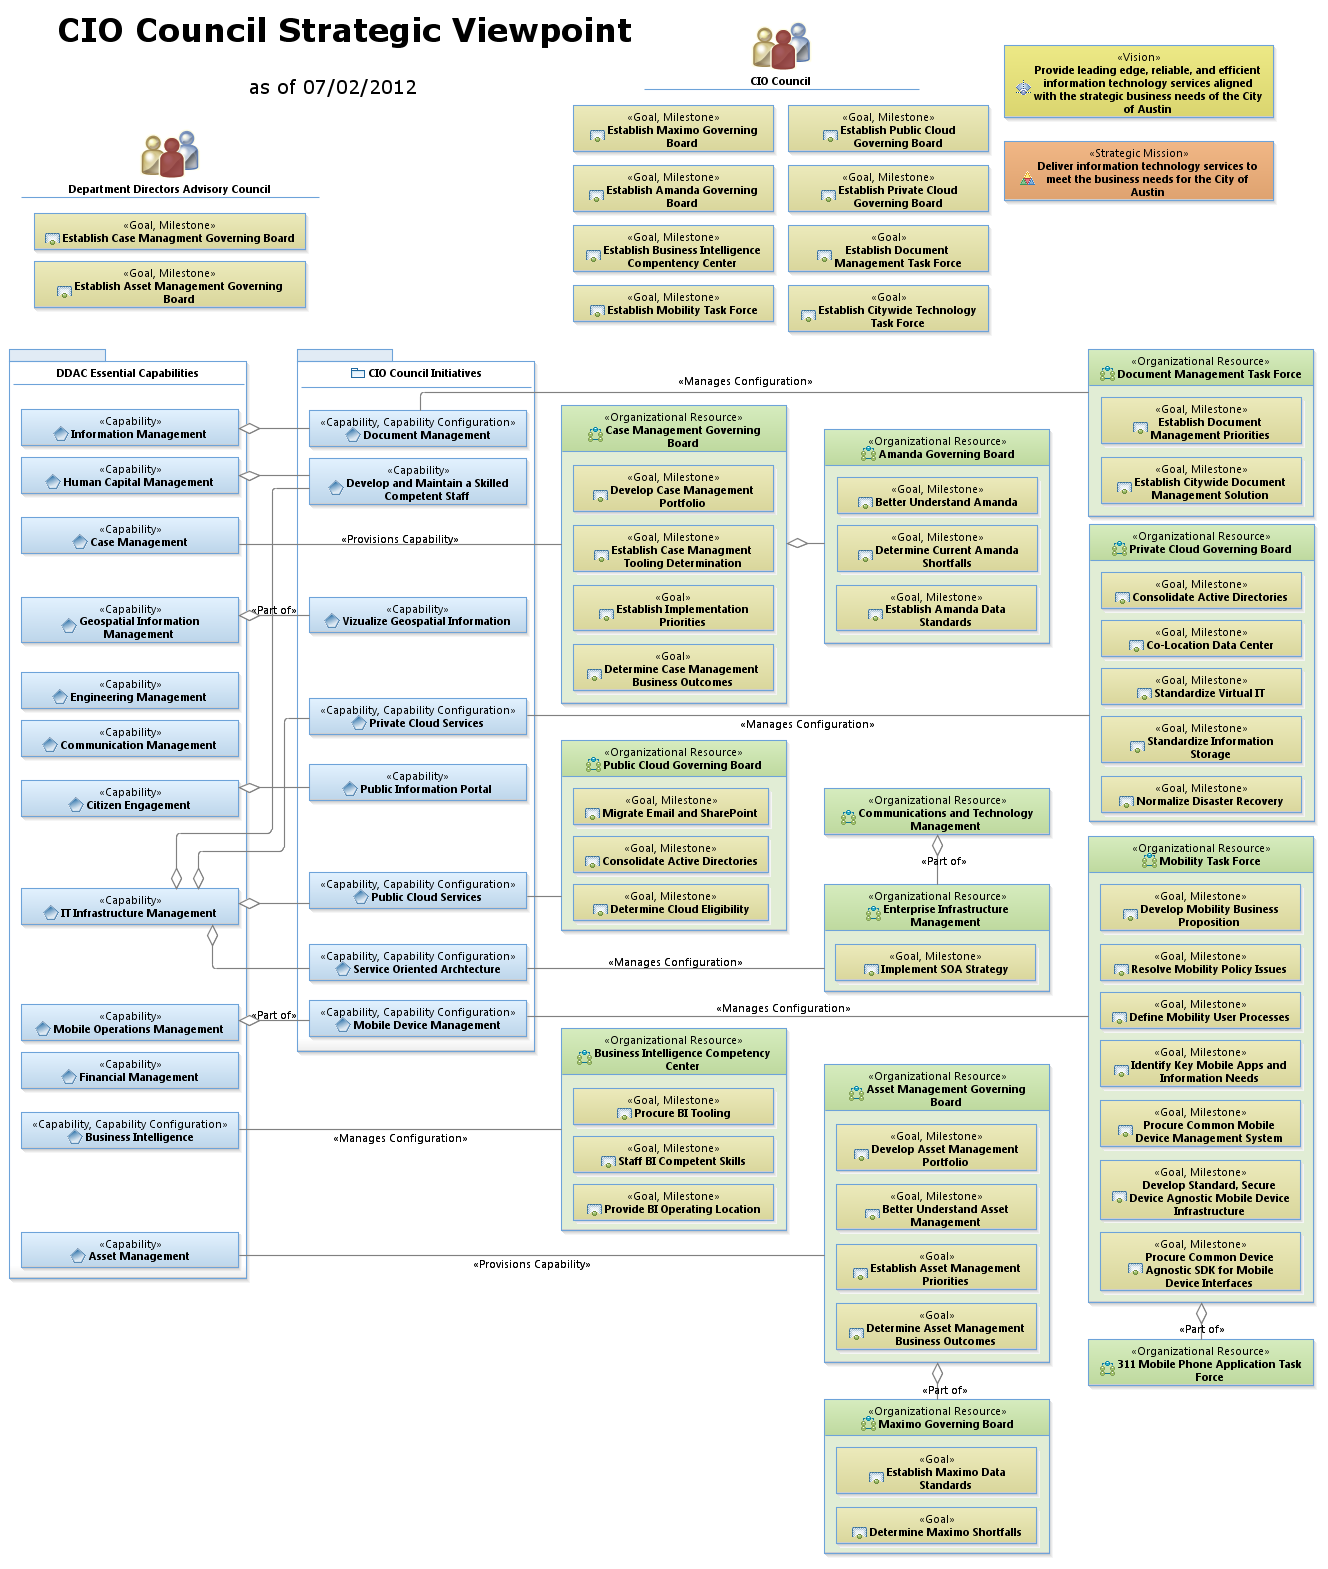 CIO Council Strategic Viewpoint
as of 07/02/2012
CIO Council
«Goal, Milestone»
Establish Maximo Governing
Board
«Goal, Milestone»
Establish Public Cloud
Governing Board
«Goal, Milestone»
Establish Amanda Governing
Board
«Goal, Milestone»
Establish Private Cloud
Governing Board
«Goal, Milestone»
Establish Business Intelligence
Compentency Center
«Goal»
Establish Document
Management Task Force
«Goal, Milestone»
Establish Mobility Task Force
«Goal»
Establish Citywide Technology
Task Force
«Vision»
Provide leading edge, reliable, and efficient
information technology services aligned
with the strategic business needs of the City
of Austin
«Strategic Mission»
Deliver information technology services to
meet the business needs for the City of
Austin
Department Directors Advisory Council
«Goal, Milestone»
Establish Case Managment Governing Board
«Goal, Milestone»
Establish Asset Management Governing
Board
DDAC Essential Capabilities
«Capability»
Information Management
«Capability»
Human Capital Management
«Capability»
Case Management
«Capability»
Geospatial Information
Management
«Capability»
Engineering Management
«Capability»
Communication Management
«Capability»
Citizen Engagement
«Capability»
IT Infrastructure Management
«Capability»
Mobile Operations Management
«Capability»
Financial Management
«Capability, Capability Configuration»
Business Intelligence
«Capability»
Asset Management
CIO Council Initiatives
«Capability, Capability Configuration»
Document Management
«Capability»
Develop and Maintain a Skilled
Competent Staff
«Provisions Capability»
«Part of»
«Capability»
Vizualize Geospatial Information
«Capability, Capability Configuration»
Private Cloud Services
«Capability»
Public Information Portal
«Capability, Capability Configuration»
Public Cloud Services
«Capability, Capability Configuration»
Service Oriented Archtecture
«Part of»
«Capability, Capability Configuration»
Mobile Device Management
«Manages Configuration»
«Provisions Capability»
«Manages Configuration»
«Organizational Resource»
Case Management Governing
Board
«Goal, Milestone»
Develop Case Management
Portfolio
«Goal, Milestone»
Establish Case Managment
Tooling Determination
«Goal»
Establish Implementation
Priorities
«Goal»
Determine Case Management
Business Outcomes
«Organizational Resource»
Amanda Governing Board
«Goal, Milestone»
Better Understand Amanda
«Goal, Milestone»
Determine Current Amanda
Shortfalls
«Goal»
Establish Amanda Data
Standards
«Manages Configuration»
«Organizational Resource»
Public Cloud Governing Board
«Goal, Milestone»
Migrate Email and SharePoint
«Goal, Milestone»
Consolidate Active Directories
«Goal, Milestone»
Determine Cloud Eligibility
«Organizational Resource»
Communications and Technology
Management
«Part of»
«Organizational Resource»
Enterprise Infrastructure
Management
«Goal, Milestone»
Implement SOA Strategy
«Manages Configuration»
«Manages Configuration»
«Organizational Resource»
Business Intelligence Competency
Center
«Goal, Milestone»
Procure BI Tooling
«Goal, Milestone»
Staff BI Competent Skills
«Goal, Milestone»
Provide BI Operating Location
«Organizational Resource»
Asset Management Governing
Board
«Goal, Milestone»
Develop Asset Management
Portfolio
«Goal, Milestone»
Better Understand Asset
Management
«Goal»
Establish Asset Management
Priorities
«Goal»
Determine Asset Management
Business Outcomes
«Part of»
«Organizational Resource»
Maximo Governing Board
«Goal»
Establish Maximo Data
Standards
«Goal»
Determine Maximo Shortfalls
«Organizational Resource»
Document Management Task Force
«Goal, Milestone»
Establish Document
Management Priorities
«Goal, Milestone»
Establish Citywide Document
Management Solution
«Organizational Resource»
Private Cloud Governing Board
«Goal, Milestone»
Consolidate Active Directories
«Goal, Milestone»
Co-Location Data Center
«Goal, Milestone»
Standardize Virtual IT
«Goal, Milestone»
Standardize Information
Storage
«Goal, Milestone»
Normalize Disaster Recovery
«Organizational Resource»
Mobility Task Force
«Goal, Milestone»
Develop Mobility Business
Proposition
«Goal, Milestone»
Resolve Mobility Policy Issues
«Goal, Milestone»
Define Mobility User Processes
«Goal, Milestone»
Identify Key Mobile Apps and
Information Needs
«Goal, Milestone»
Procure Common Mobile
Device Management System
«Goal, Milestone»
Develop Standard, Secure
Device Agnostic Mobile Device
Infrastructure
«Goal, Milestone»
Procure Common Device
Agnostic SDK for Mobile
Device Interfaces
«Part of»
«Organizational Resource»
311 Mobile Phone Application Task
Force